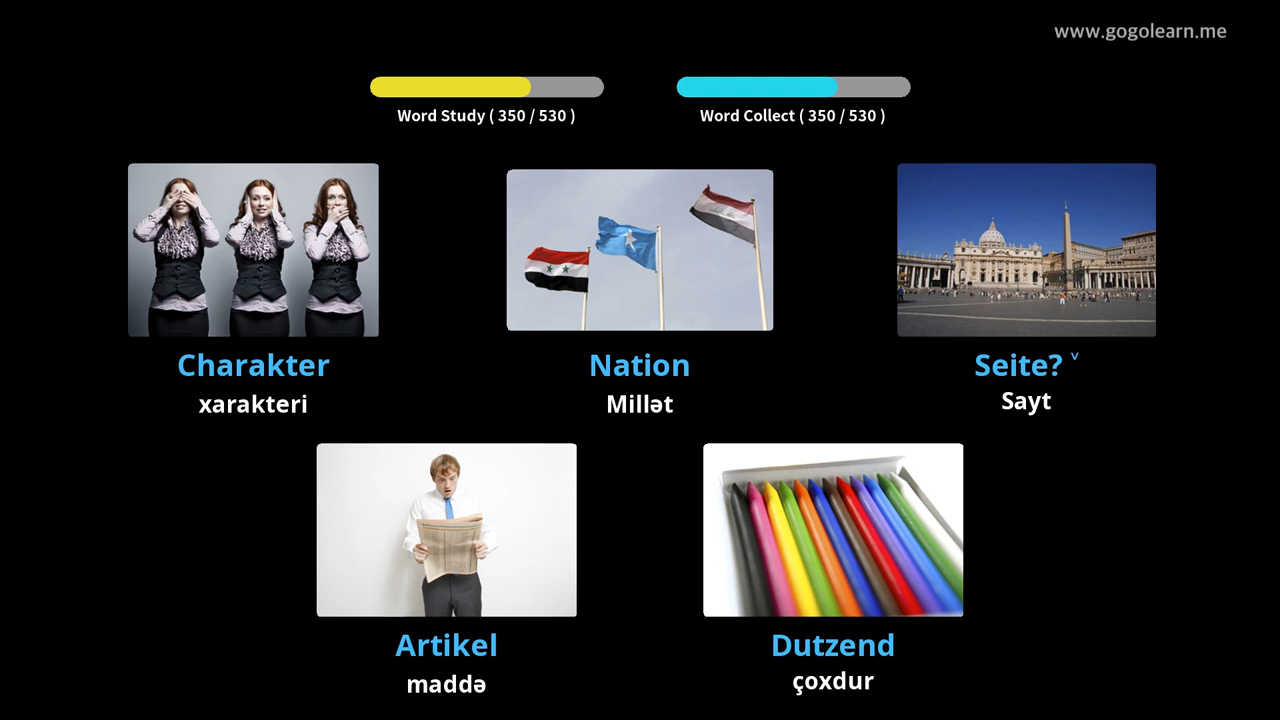 www.gogolearn.me
Word Study ( 350 / 530 )
Word Collect ( 350 / 530 )
Charakter
xarakteri
Nation
Millət
Seite? ᵛ
Sayt
Artikel
maddə
Dutzend
çoxdur